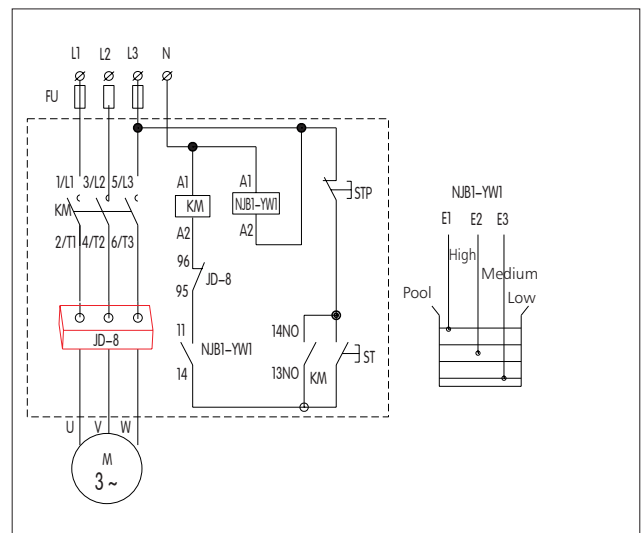 L1 L2 L3 N
FU
1/L1 3/L2 5/L3
KM
2/T1 4/T2 6/T3
JD-8
U V W
M
3 ~
A1
KM
A2
96
JD-8
95
11
NJB1-YW1
14
A1
NJB1-YW1
A2
STP
14NO
13NO KM
ST
NJB1-YW1
E1 E2 E3
High
Medium
Pool Low